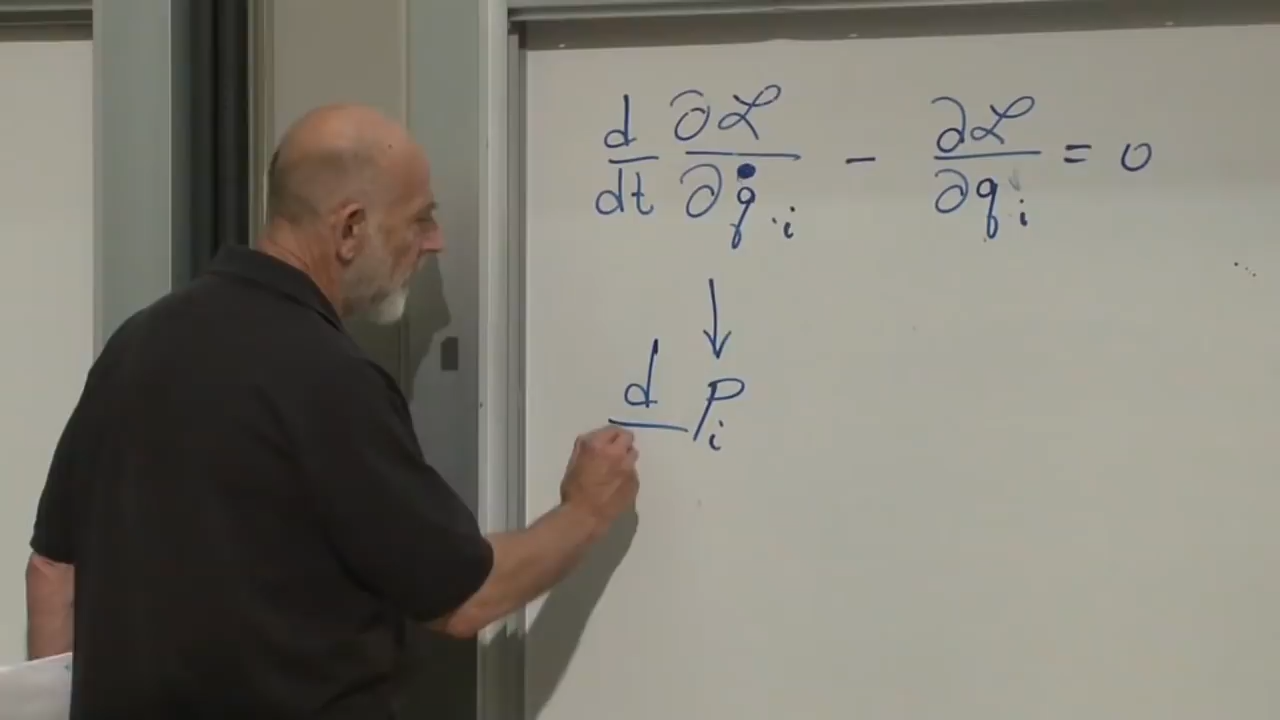 d/dt ∂ℒ/∂q̇ᵢ − ∂ℒ/∂qᵢ = 0
↓
d/ pᵢ